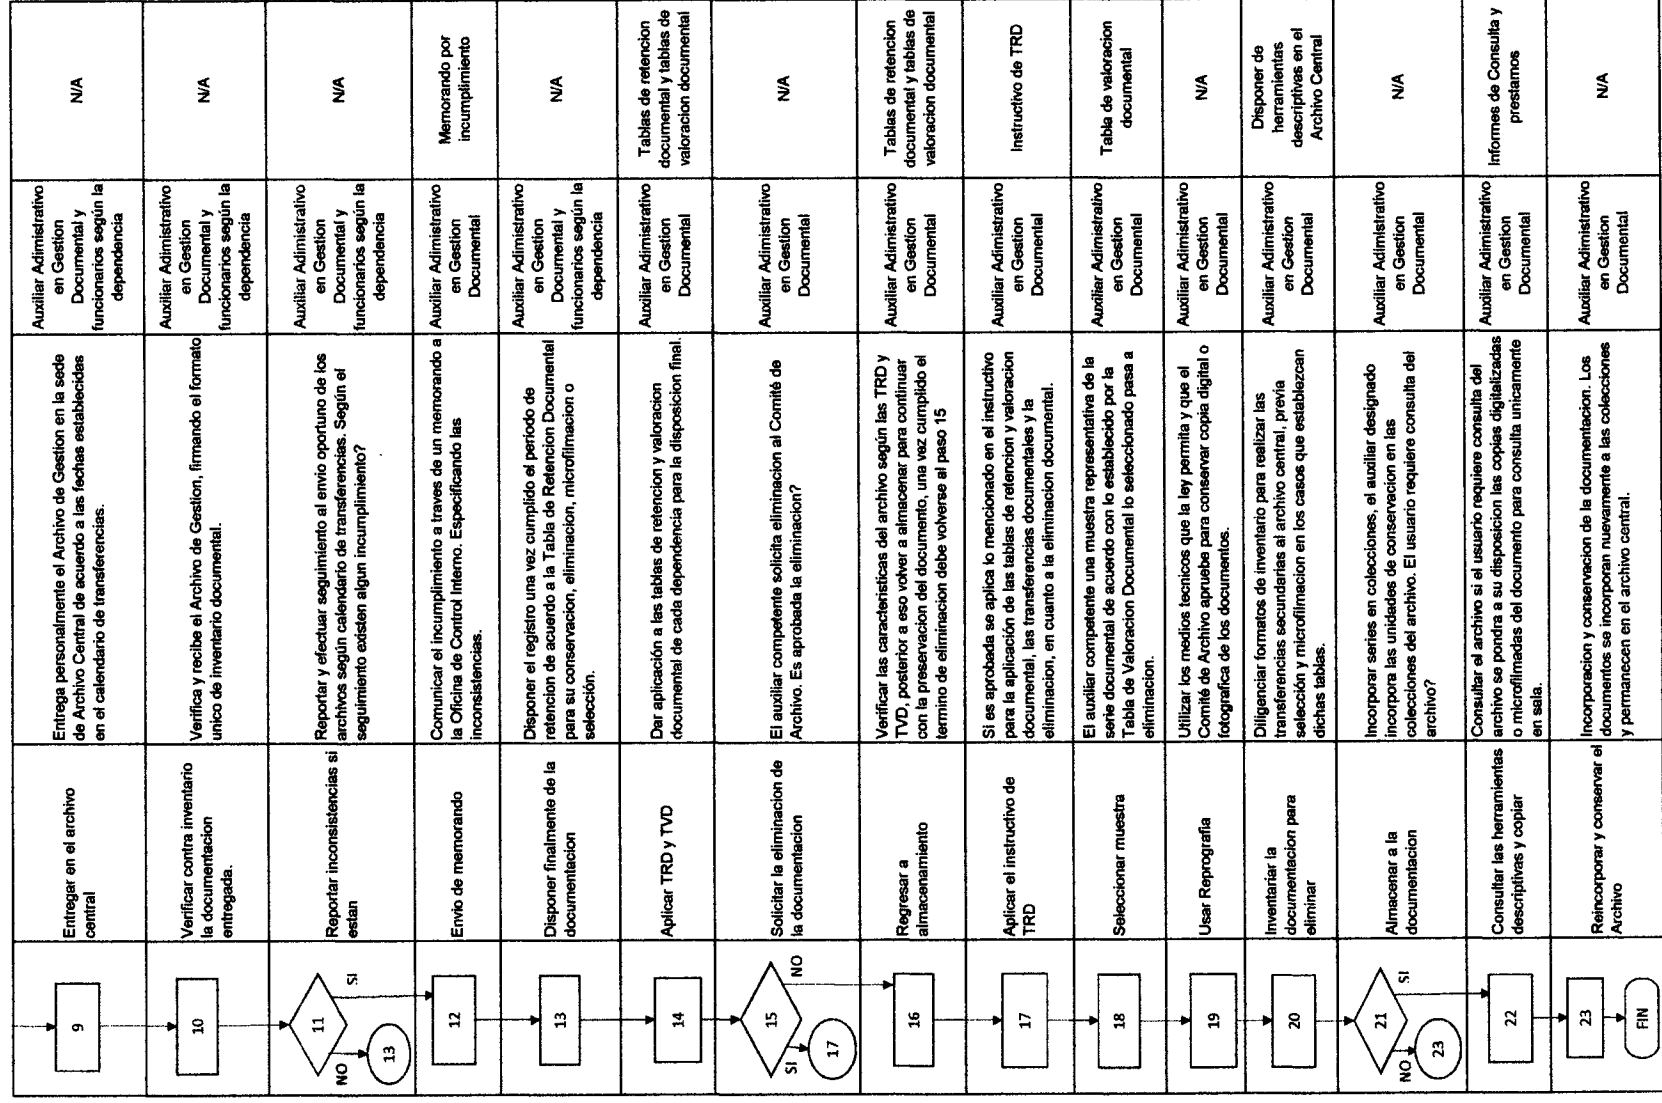 9
Entregar en el archivo
central
Entrega personalmente el Archivo de Gestion en la sede
de Archivo Central de acuerdo a las fechas establecidas
en el calendario de transferencias.
Auxiliar Adimistrativo
en Gestion
Documental y
funcionarios según la
dependencia
N/A
10
Verificar contra inventario
la documentacion
entregada.
Verifica y recibe el Archivo de Gestion, firmando el formato
unico de inventario documental.
Auxiliar Adimistrativo
en Gestion
Documental y
funcionarios según la
dependencia
N/A
11
SI
NO
13
Reportar inconsistencias si
estan
Reportar y efectuar seguimiento al envio oportuno de los
archivos según calendario de transferencias. Según el
seguimiento existen algun incumplimiento?
Auxiliar Adimistrativo
en Gestion
Documental y
funcionarios según la
dependencia
N/A
12
Envio de memorando
Comunicar el incumplimiento a traves de un memorando a
la Oficina de Control Interno. Especificando las
inconsistencias.
Auxiliar Adimistrativo
en Gestion
Documental
Memorando por
incumplimiento
13
Disponer finalmente de la
documentacion
Disponer el registro una vez cumplido el periodo de
retencion de acuerdo a la Tabla de Retencion Documental
para su conservacion, eliminacion, microfilmacion o
selección.
Auxiliar Adimistrativo
en Gestion
Documental y
funcionarios según la
dependencia
N/A
14
Aplicar TRD y TVD
Dar aplicación a las tablas de retencion y valoracion
documental de cada dependencia para la disposicion final.
Auxiliar Adimistrativo
en Gestion
Documental
Tablas de retencion
documental y tablas de
valoracion documental
15
NO
SI
17
Solicitar la eliminacion de
la documentacion
El auxiliar competente solicita eliminacion al Comité de
Archivo. Es aprobada la eliminacion?
Auxiliar Adimistrativo
en Gestion
Documental
N/A
16
Regresar a
almacenamiento
Verificar las caracteristicas del archivo según las TRD y
TVD, posterior a eso volver a almacenar para continuar
con la preservacion del documento, una vez cumplido el
termino de eliminacion debe volverse al paso 15
Auxiliar Adimistrativo
en Gestion
Documental
Tablas de retencion
documental y tablas de
valoracion documental
17
Aplicar el instructivo de
TRD
Si es aprobada se aplica lo mencionado en el instructivo
para la aplicación de las tablas de retencion y valoracion
documental, las transferencias documentales y la
eliminacion, en cuanto a la eliminacion documental.
Auxiliar Adimistrativo
en Gestion
Documental
Instructivo de TRD
18
Seleccionar muestra
El auxiliar competente una muestra representativa de la
serie documental de acuerdo con lo establecido por la
Tabla de Valoracion Documental lo seleccionado pasa a
eliminacion.
Auxiliar Adimistrativo
en Gestion
Documental
Tabla de valoracion
documental
19
Usar Reprografia
Utilizar los medios tecnicos que la ley permita y que el
Comité de Archivo apruebe para conservar copia digital o
fotografica de los documentos.
Auxiliar Adimistrativo
en Gestion
Documental
N/A
20
Inventariar la
documentacion para
eliminar
Diligenciar formatos de inventario para realizar las
transferencias secundarias al archivo central, previa
selección y microfilmacion en los casos que establezcan
dichas tablas.
Auxiliar Adimistrativo
en Gestion
Documental
Disponer de
herramientas
descriptivas en el
Archivo Central
21
SI
NO
23
Almacenar a la
documentacion
Incorporar series en colecciones, el auxiliar designado
incorpora las unidades de conservacion en las
colecciones del archivo. El usuario requiere consulta del
archivo?
Auxiliar Adimistrativo
en Gestion
Documental
N/A
22
Consultar las herramientas
descriptivas y copiar
Consultar el archivo si el usuario requiere consulta del
archivo se pondra a su disposicion las copias digitalizadas
o microfilmadas del documento para consulta unicamente
en sala.
Auxiliar Adimistrativo
en Gestion
Documental
Informes de Consulta y
prestamos
23
FIN
Reincorporar y conservar el
Archivo
Incorporacion y conservacion de la documentacion. Los
documentos se incorporan nuevamente a las colecciones
y permanecen en el archivo central.
Auxiliar Adimistrativo
en Gestion
Documental
N/A